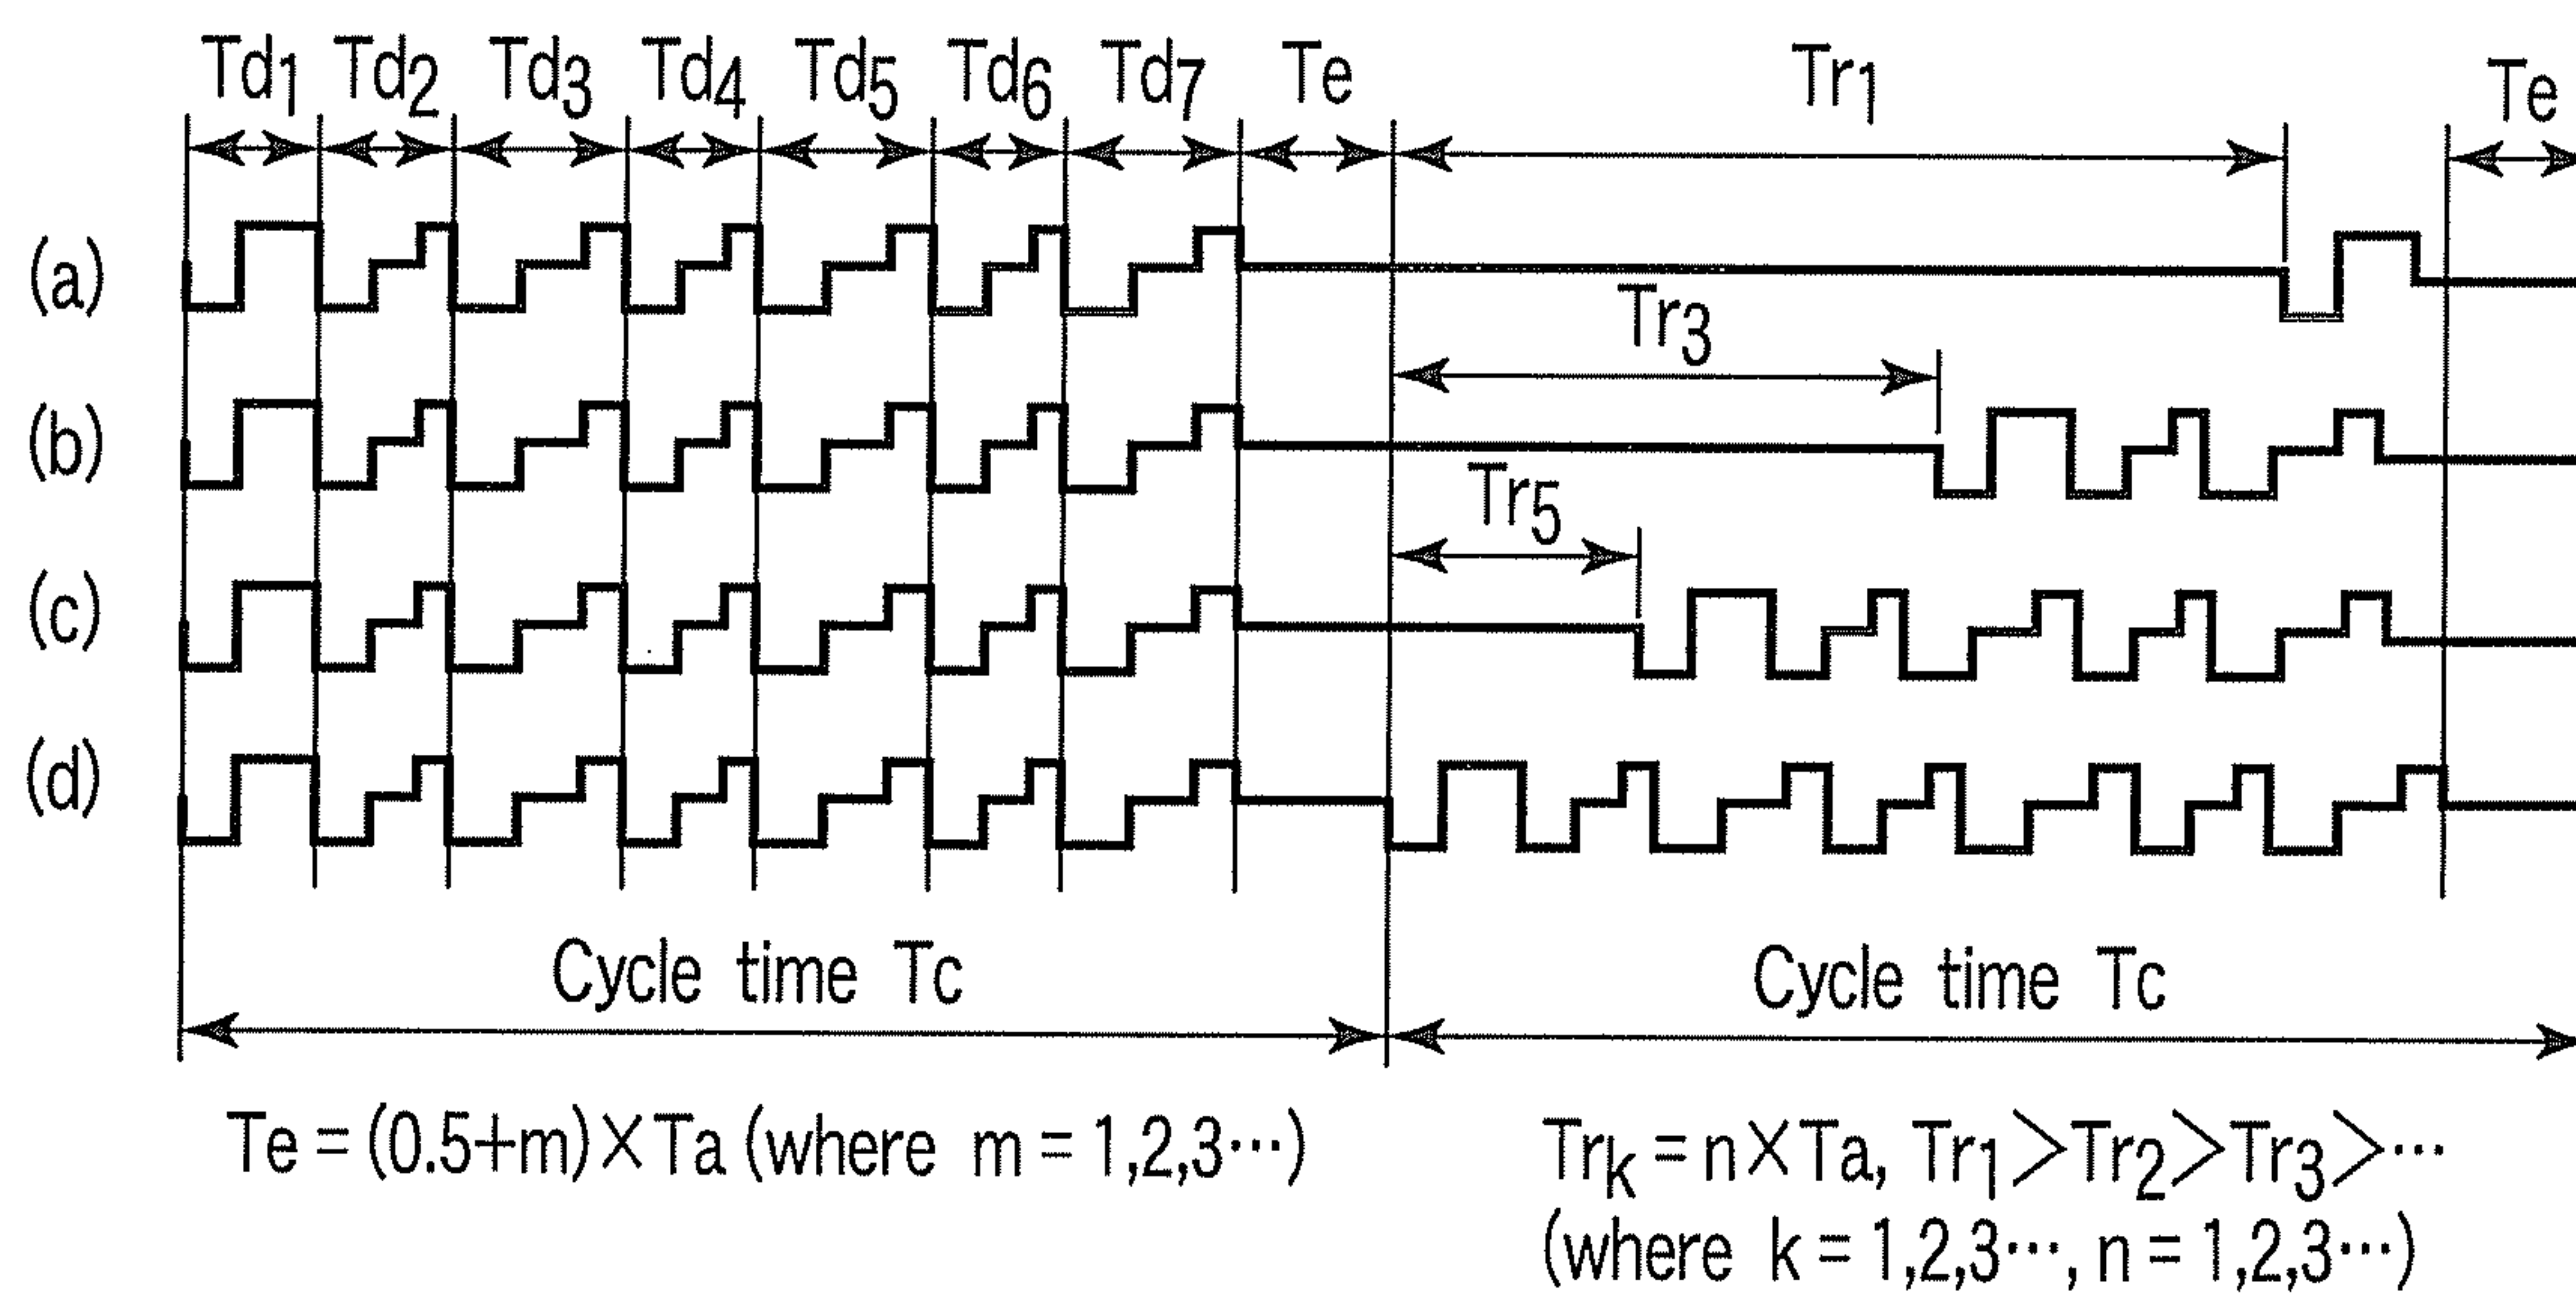 Td1 Td2 Td3 Td4 Td5 Td6 Td7 Te Tr1 Te
(a)
Tr3
(b)
Tr5
(c)
(d)
Cycle time Tc Cycle time Tc
Te = (0.5+m)×Ta (where m = 1,2,3⋯)
Trk = n×Ta, Tr1>Tr2>Tr3>⋯
(where k = 1,2,3⋯, n = 1,2,3⋯)